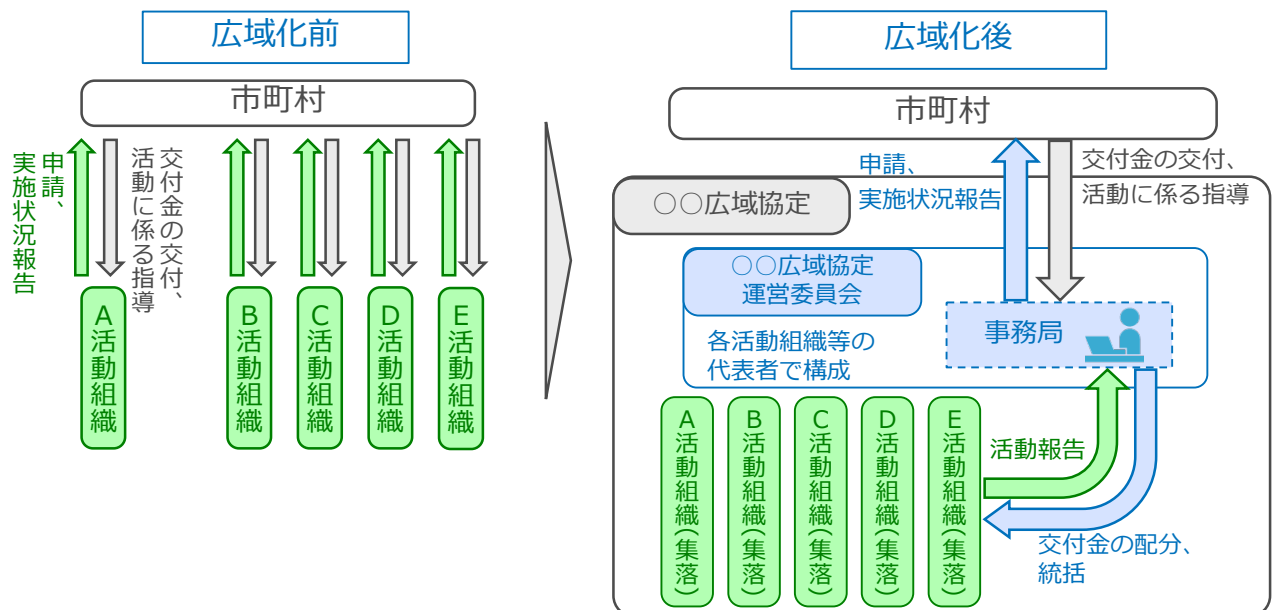 広域化前
市町村
申請、
実施状況報告
交付金の交付、
活動に係る指導
A活動組織
B活動組織
C活動組織
D活動組織
E活動組織
広域化後
市町村
申請、
実施状況報告
交付金の交付、
活動に係る指導
○○広域協定
○○広域協定
運営委員会
各活動組織等の
代表者で構成
事務局
A活動組織(集落)
B活動組織(集落)
C活動組織(集落)
D活動組織(集落)
E活動組織(集落)
活動報告
交付金の配分、
統括